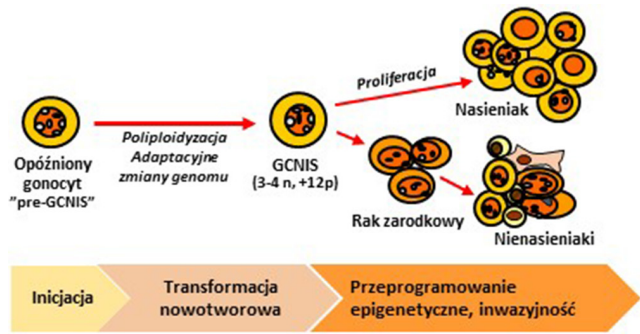 Proliferacja
Nasieniak
Poliploidyzacja
Adaptacyjne
zmiany genomu
Opóźniony
gonocyt
”pre-GCNIS”
GCNIS
(3-4 n, +12p)
Rak zarodkowy
Nienasieniaki
Inicjacja
Transformacja
nowotworowa
Przeprogramowanie
epigenetyczne, inwazyjność